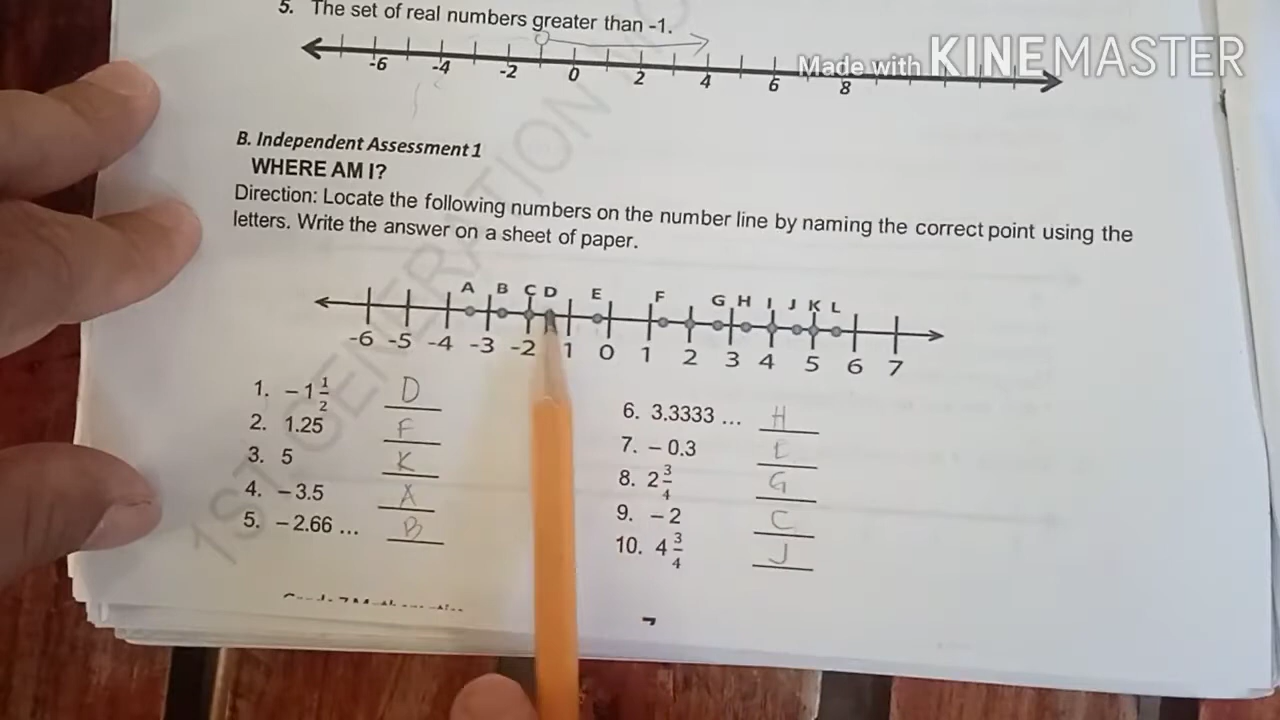 5. The set of real numbers greater than -1.
-6 -4 -2 0 2 4 6 8
Made with KINEMASTER
B. Independent Assessment 1
WHERE AM I?
Direction: Locate the following numbers on the number line by naming the correct point using the
letters. Write the answer on a sheet of paper.
A B C D E F G H I J K L
-6 -5 -4 -3 -2 1 0 1 2 3 4 5 6 7
1. – 1 1/2 D
2. 1.25 F
3. 5 K
4. – 3.5 A
5. – 2.66 ... B
6. 3.3333 ... H
7. – 0.3 E
8. 2 3/4 G
9. – 2 C
10. 4 3/4 J
1ST GENERATION